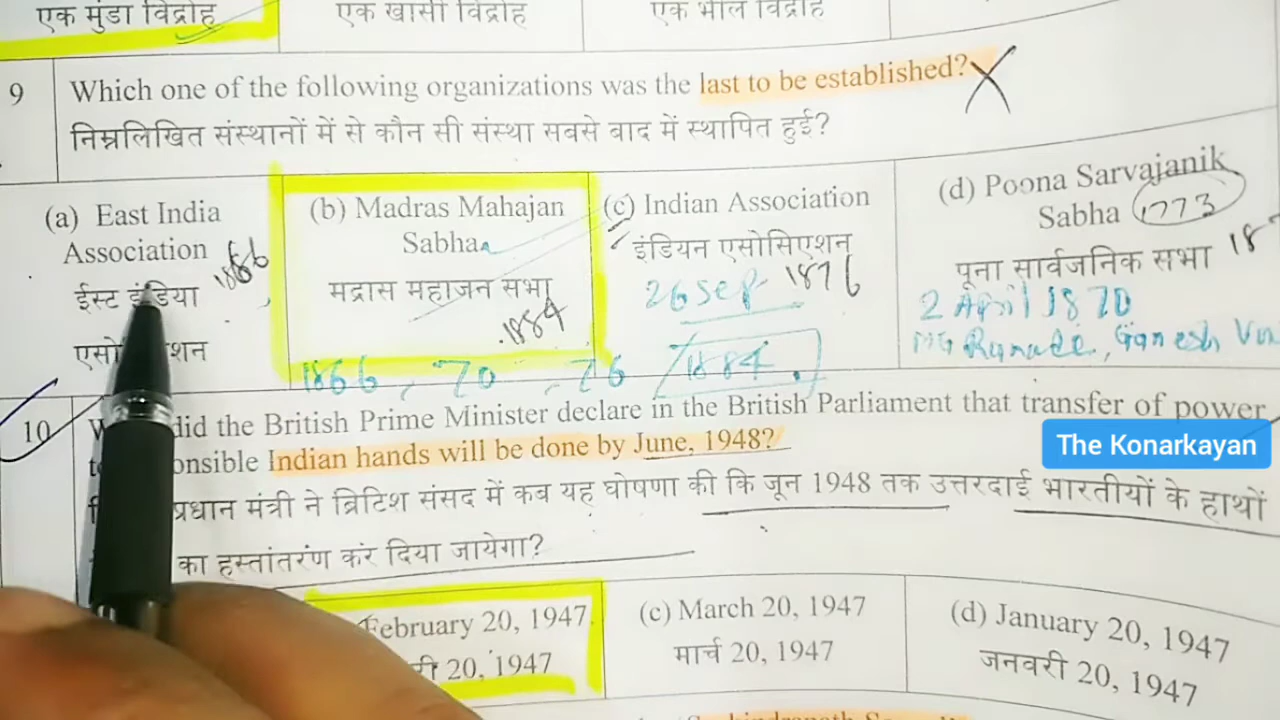 एक मुंडा विद्रोह
एक खासी विद्रोह
एक भील विद्रोह
9
Which one of the following organizations was the last to be established?
निम्नलिखित संस्थानों में से कौन सी संस्था सबसे बाद में स्थापित हुई?
(a) East India
Association
ईस्ट इंडिया
1866
(b) Madras Mahajan
Sabha
मद्रास महाजन सभा
1884
(c) Indian Association
इंडियन एसोसिएशन
26 Sep 1876
(d) Poona Sarvajanik
Sabha 1773
पूना सार्वजनिक सभा
2 April 1870
MG Ranade, Ganesh
1866, 70, 76 1884.
10
did the British Prime Minister declare in the British Parliament that transfer of power
Indian hands will be done by June, 1948?
The Konarkayan
प्रधान मंत्री ने ब्रिटिश संसद में कब यह घोषणा की कि जून 1948 तक उत्तरदाई भारतीयों के हाथों
का हस्तांतरंण कर दिया जायेगा?
February 20, 1947
20, 1947
(c) March 20, 1947
मार्च 20, 1947
(d) January 20, 1947
जनवरी 20, 1947